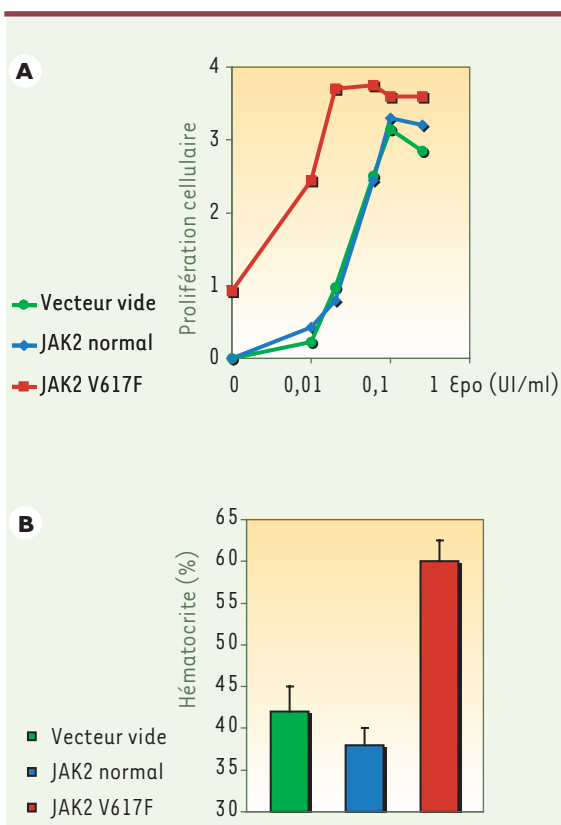 A
4
3
2
1
0
Prolifération cellulaire
Vecteur vide
JAK2 normal
JAK2 V617F
0 0,01 0,1 1 Epo (UI/ml)
B
65
60
55
50
45
40
35
30
Hématocrite (%)
Vecteur vide
JAK2 normal
JAK2 V617F